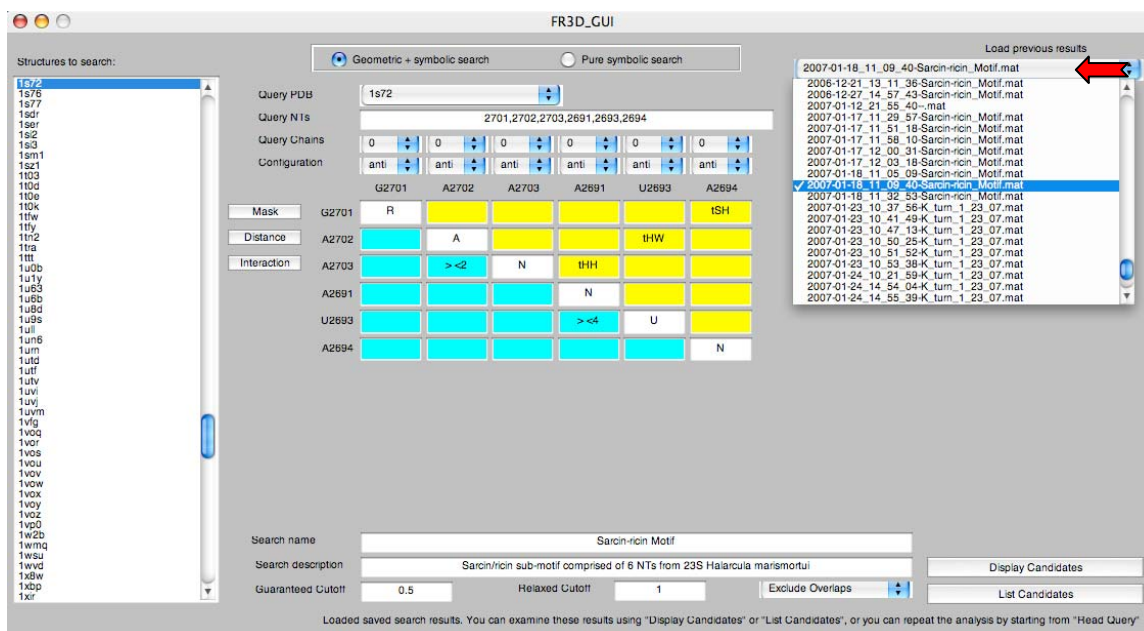 FR3D_GUI
Structures to search:
Geometric + symbolic search
Pure symbolic search
Load previous results
2007-01-18_11_09_40-Sarcin-ricin_Motif.mat
2006-12-21_13_11_36-Sarcin-ricin_Motif.mat
2006-12-27_14_57_43-Sarcin-ricin_Motif.mat
2007-01-12_21_55_40--.mat
2007-01-17_11_29_57-Sarcin-ricin_Motif.mat
2007-01-17_11_51_18-Sarcin-ricin_Motif.mat
2007-01-17_11_58_10-Sarcin-ricin_Motif.mat
2007-01-17_12_00_31-Sarcin-ricin_Motif.mat
2007-01-17_12_03_18-Sarcin-ricin_Motif.mat
2007-01-18_11_05_09-Sarcin-ricin_Motif.mat
✓ 2007-01-18_11_09_40-Sarcin-ricin_Motif.mat
2007-01-18_11_32_53-Sarcin-ricin_Motif.mat
2007-01-23_10_37_56-K_turn_1_23_07.mat
2007-01-23_10_41_49-K_turn_1_23_07.mat
2007-01-23_10_47_13-K_turn_1_23_07.mat
2007-01-23_10_50_25-K_turn_1_23_07.mat
2007-01-23_10_51_52-K_turn_1_23_07.mat
2007-01-23_10_53_38-K_turn_1_23_07.mat
2007-01-24_10_21_59-K_turn_1_23_07.mat
2007-01-24_14_54_04-K_turn_1_23_07.mat
2007-01-24_14_55_39-K_turn_1_23_07.mat
1s72
1s76
1s77
1sdr
1ser
1si2
1si3
1sm1
1sz1
1t03
1t0d
1t0e
1t0k
1tfw
1tfy
1tn2
1tra
1ttt
1u0b
1u1y
1u63
1u6b
1u8d
1u9s
1ull
1un6
1urn
1utd
1utf
1utv
1uvi
1uvj
1uvm
1vfg
1voq
1vor
1vos
1vou
1vov
1vow
1vox
1voy
1voz
1vp0
1w2b
1wmq
1wsu
1wvd
1x8w
1xbp
1xjr
Query PDB 1s72
Query NTs 2701,2702,2703,2691,2693,2694
Query Chains 0 0 0 0 0 0
Configuration anti anti anti anti anti anti
G2701 A2702 A2703 A2691 U2693 A2694
Mask G2701 R tSH
Distance A2702 A tHW
Interaction A2703 > <2 N tHH
A2691 N
U2693 > <4 U
A2694 N
Search name Sarcin-ricin Motif
Search description Sarcin/ricin sub-motif comprised of 6 NTs from 23S Halarcula marismortui
Guaranteed Cutoff 0.5 Relaxed Cutoff 1 Exclude Overlaps
Display Candidates
List Candidates
Loaded saved search results. You can examine these results using "Display Candidates" or "List Candidates", or you can repeat the analysis by starting from "Read Query"